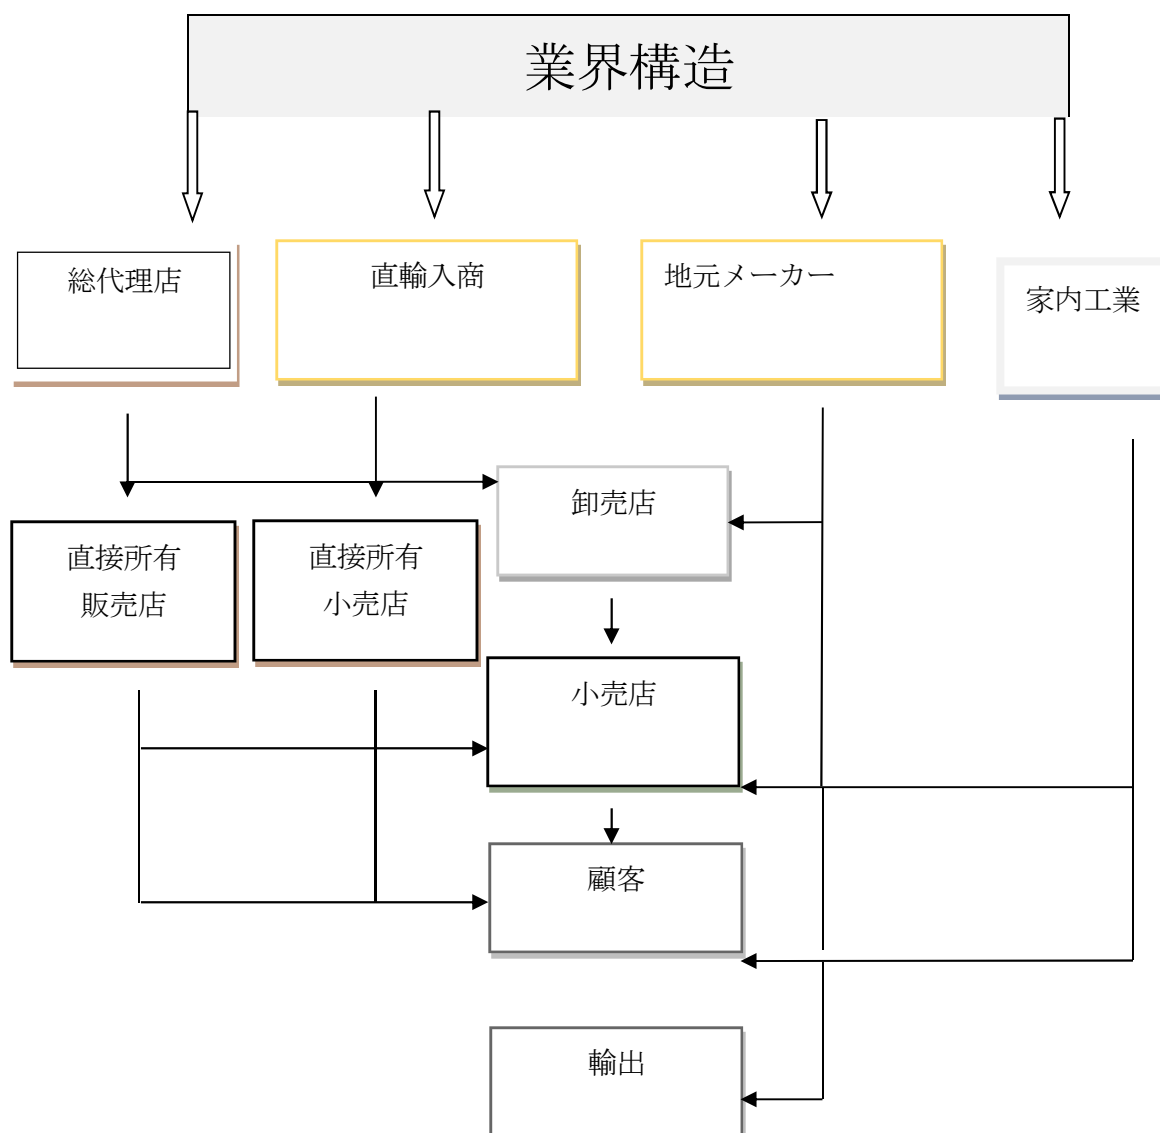 業界構造
総代理店
直輸入商
地元メーカー
家内工業
卸売店
直接所有
販売店
直接所有
小売店
小売店
顧客
輸出